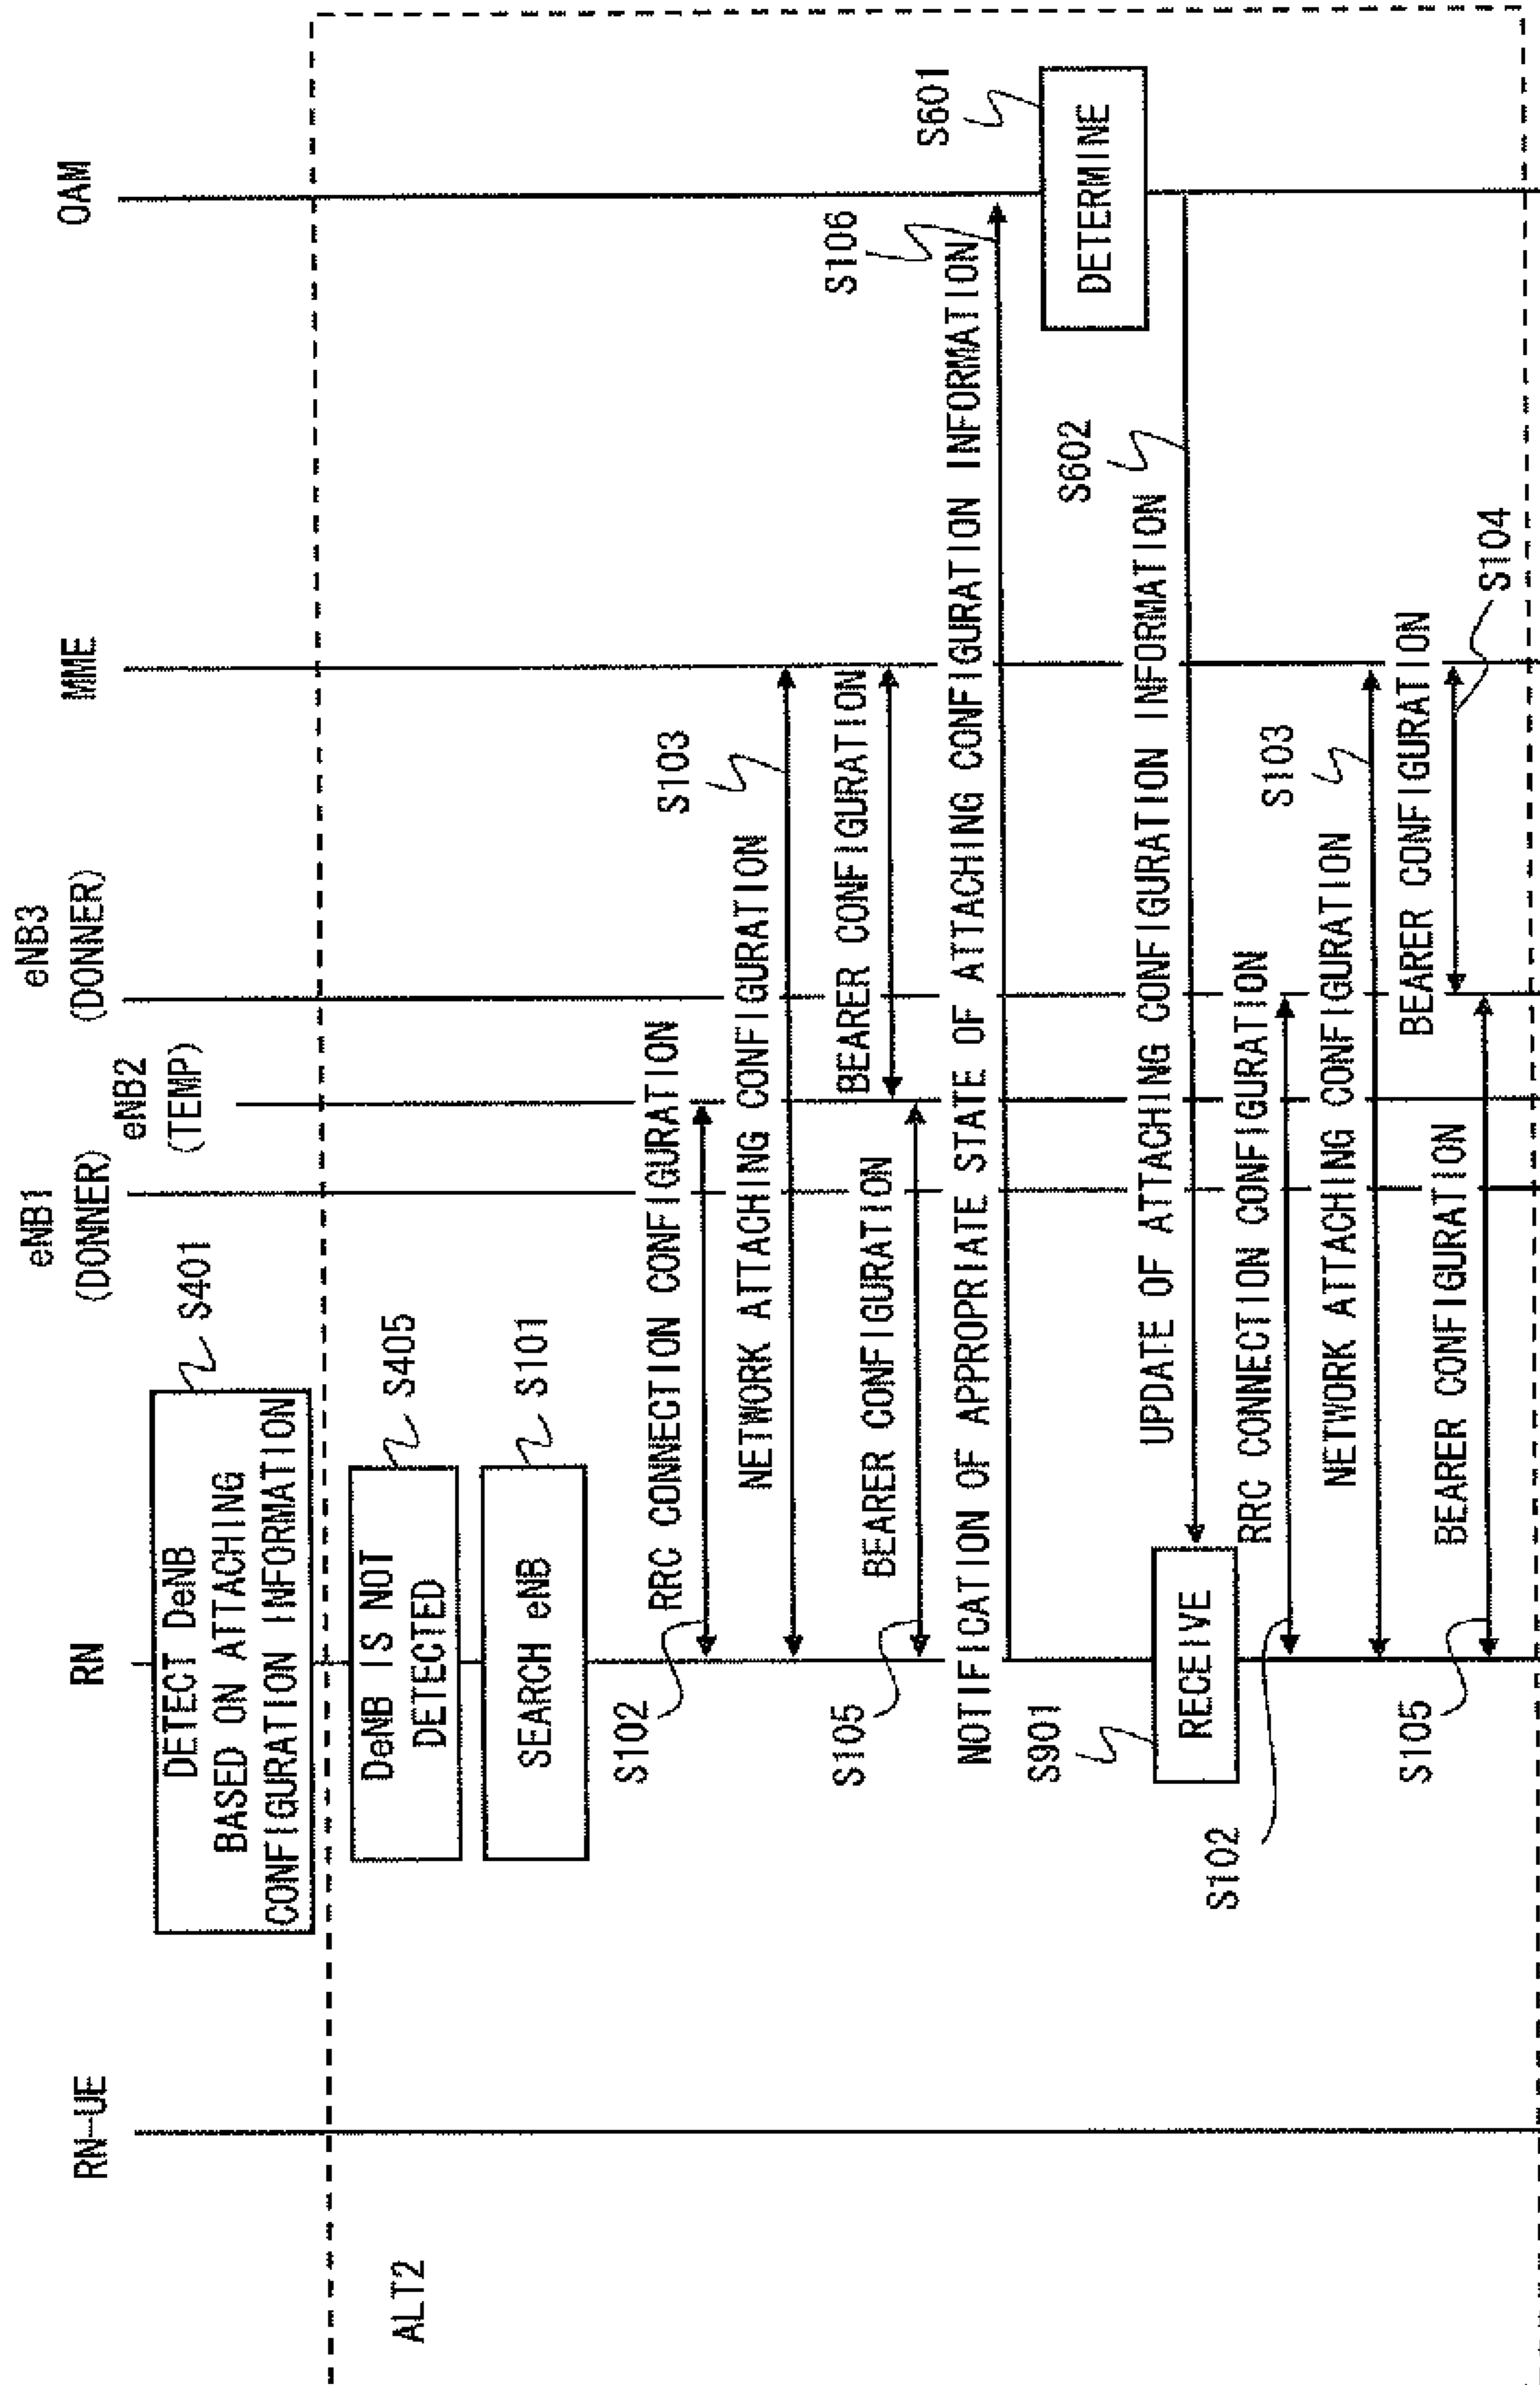 RN-UE
RN
eNB1
(DONNER)
eNB2
(TEMP)
eNB3
(DONNER)
MME
OAM
DETECT DeNB
BASED ON ATTACHING
CONFIGURATION INFORMATION
S401
ALT2
DeNB IS NOT
DETECTED
S405
SEARCH eNB
S101
S102
RRC CONNECTION CONFIGURATION
NETWORK ATTACHING CONFIGURATION
S103
BEARER CONFIGURATION
S105
BEARER CONFIGURATION
NOTIFICATION OF APPROPRIATE STATE OF ATTACHING CONFIGURATION INFORMATION
S106
DETERMINE
S601
UPDATE OF ATTACHING CONFIGURATION INFORMATION
S602
S901
RECEIVE
S102
RRC CONNECTION CONFIGURATION
NETWORK ATTACHING CONFIGURATION
S103
BEARER CONFIGURATION
S104
S105
BEARER CONFIGURATION